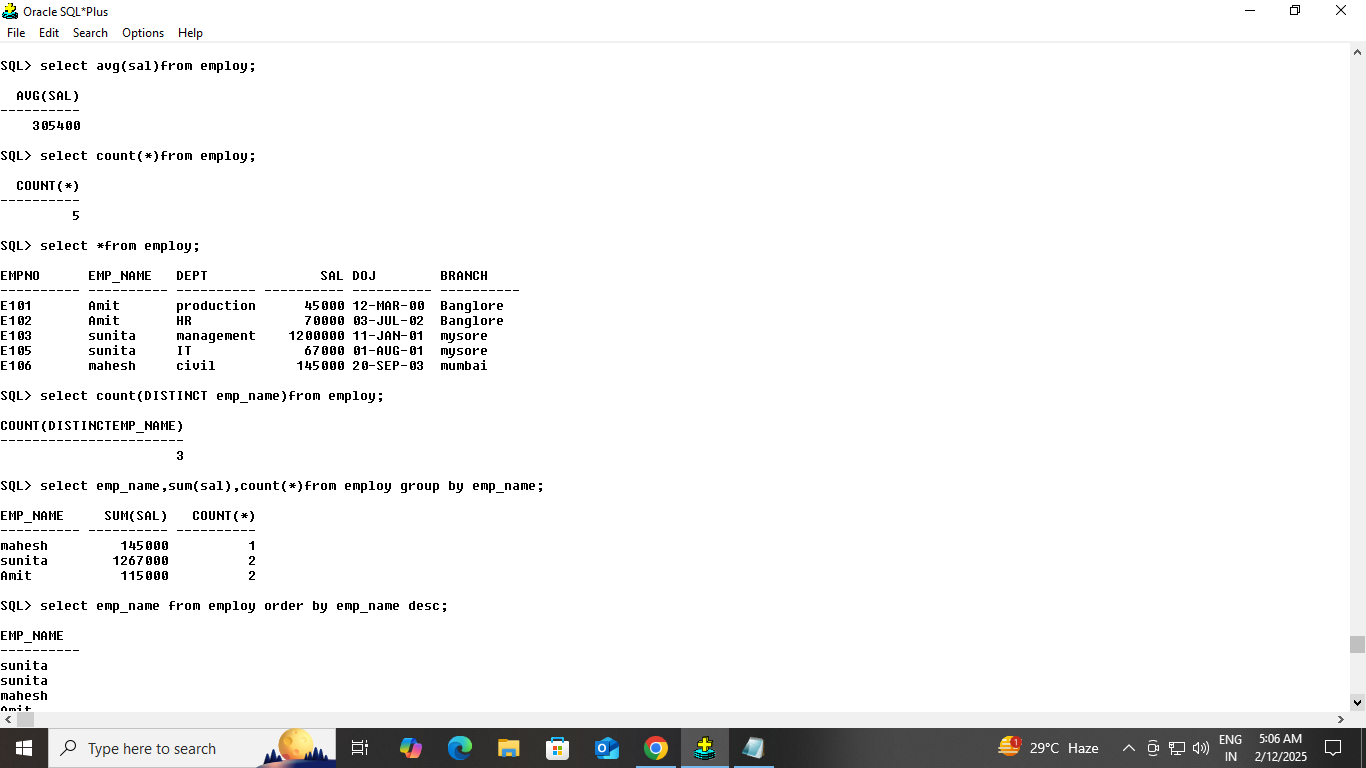 Oracle SQL*Plus
File Edit Search Options Help
SQL> select avg(sal)from employ;
AVG(SAL)
----------
305400
SQL> select count(*)from employ;
COUNT(*)
----------
5
SQL> select *from employ;
EMPNO EMP_NAME DEPT SAL DOJ BRANCH
---------- ---------- ---------- ---------- ---------- ----------
E101 Amit production 45000 12-MAR-00 Banglore
E102 Amit HR 70000 03-JUL-02 Banglore
E103 sunita management 1200000 11-JAN-01 mysore
E105 sunita IT 67000 01-AUG-01 mysore
E106 mahesh civil 145000 20-SEP-03 mumbai
SQL> select count(DISTINCT emp_name)from employ;
COUNT(DISTINCTEMP_NAME)
-----------------------
3
SQL> select emp_name,sum(sal),count(*)from employ group by emp_name;
EMP_NAME SUM(SAL) COUNT(*)
---------- ---------- ----------
mahesh 145000 1
sunita 1267000 2
Amit 115000 2
SQL> select emp_name from employ order by emp_name desc;
EMP_NAME
----------
sunita
sunita
mahesh
Amit
Type here to search
1
29°C Haze
ENG
IN
5:06 AM
2/12/2025